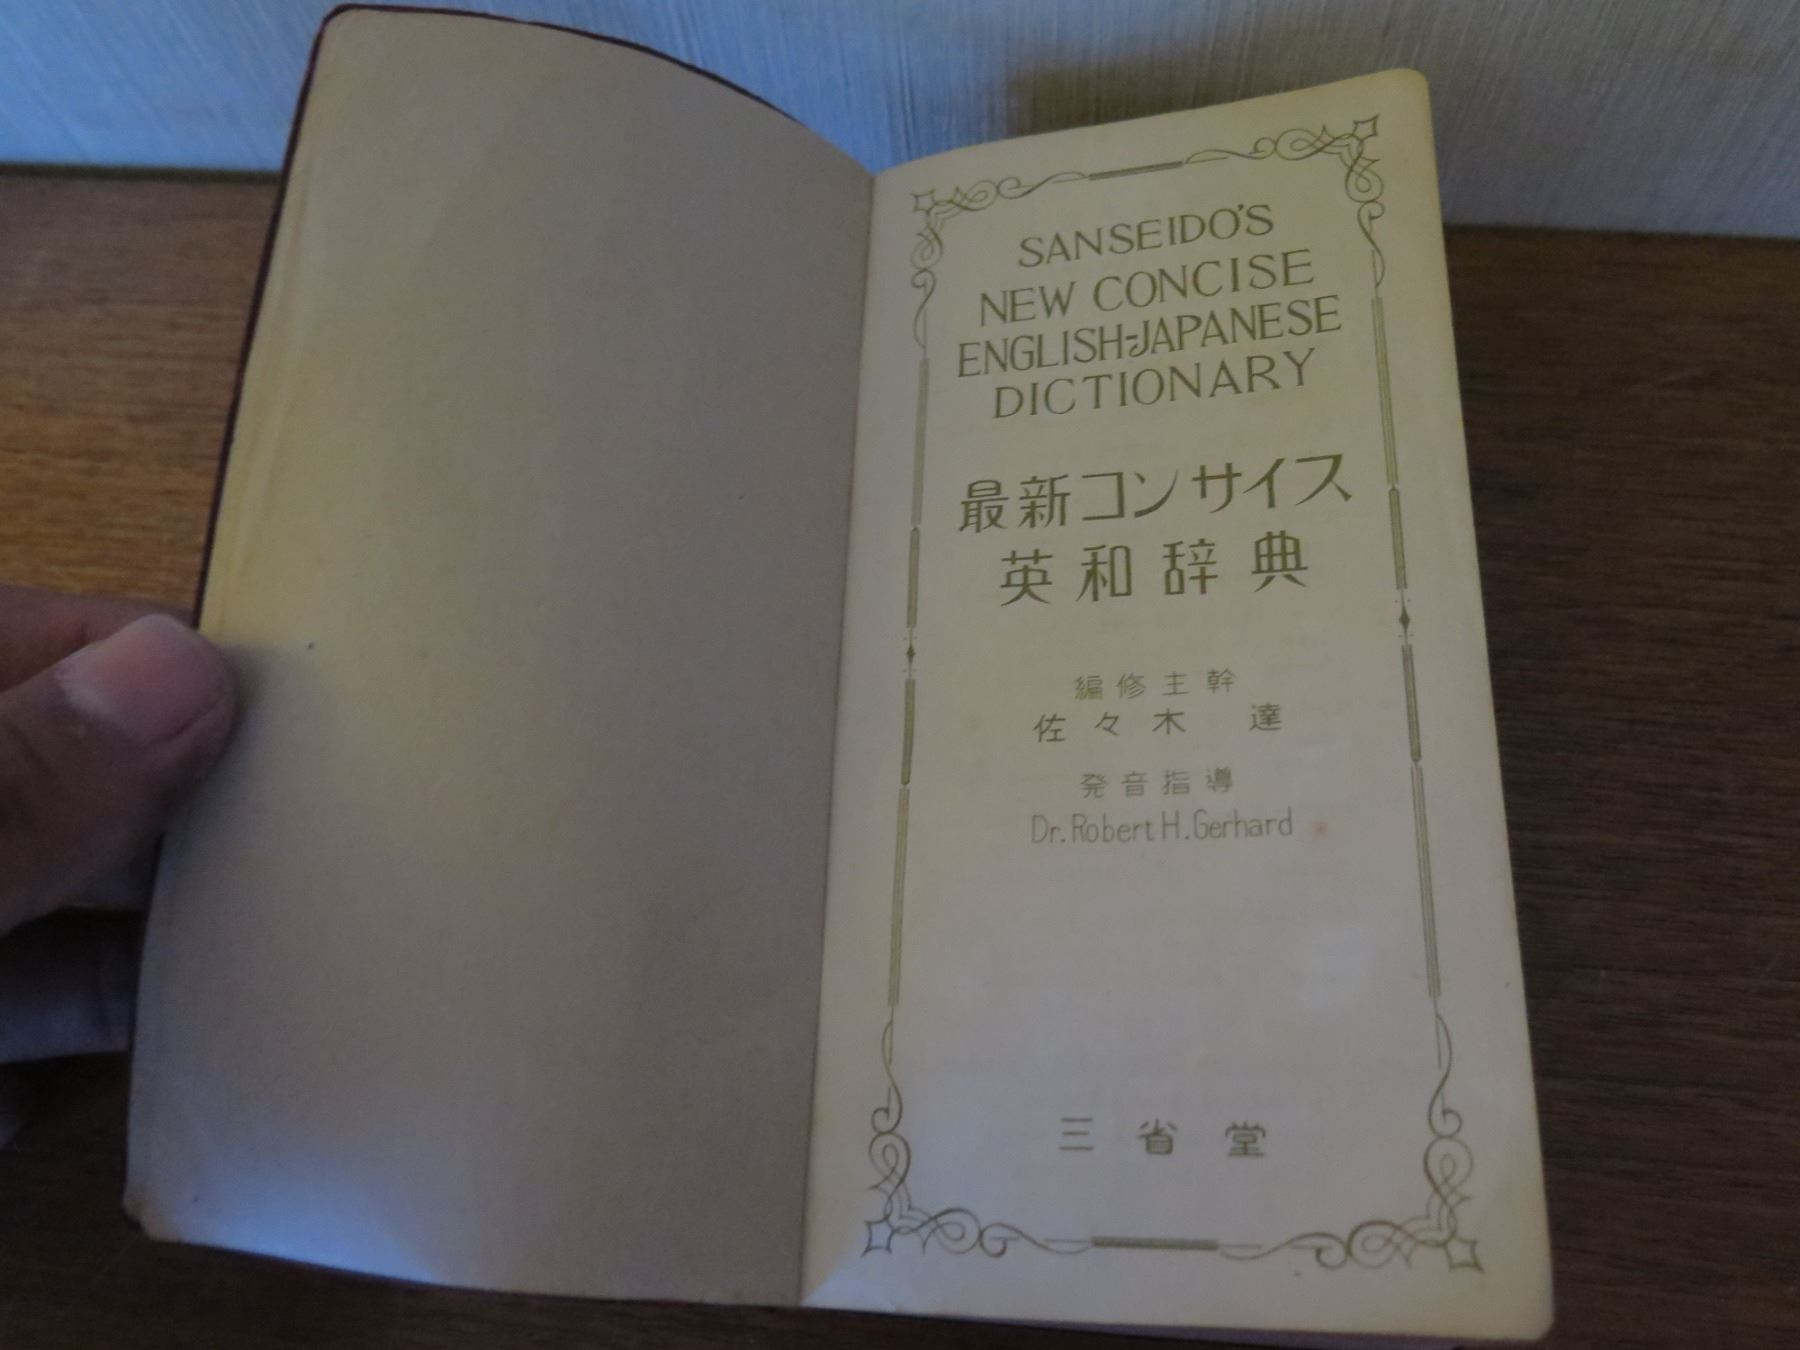 SANSEIDO'S
NEW CONCISE
ENGLISH-JAPANESE
DICTIONARY
最新コンサイス
英和辞典
編修主幹
佐々木 達
発音指導
Dr. Robert H. Gerhard
三省堂